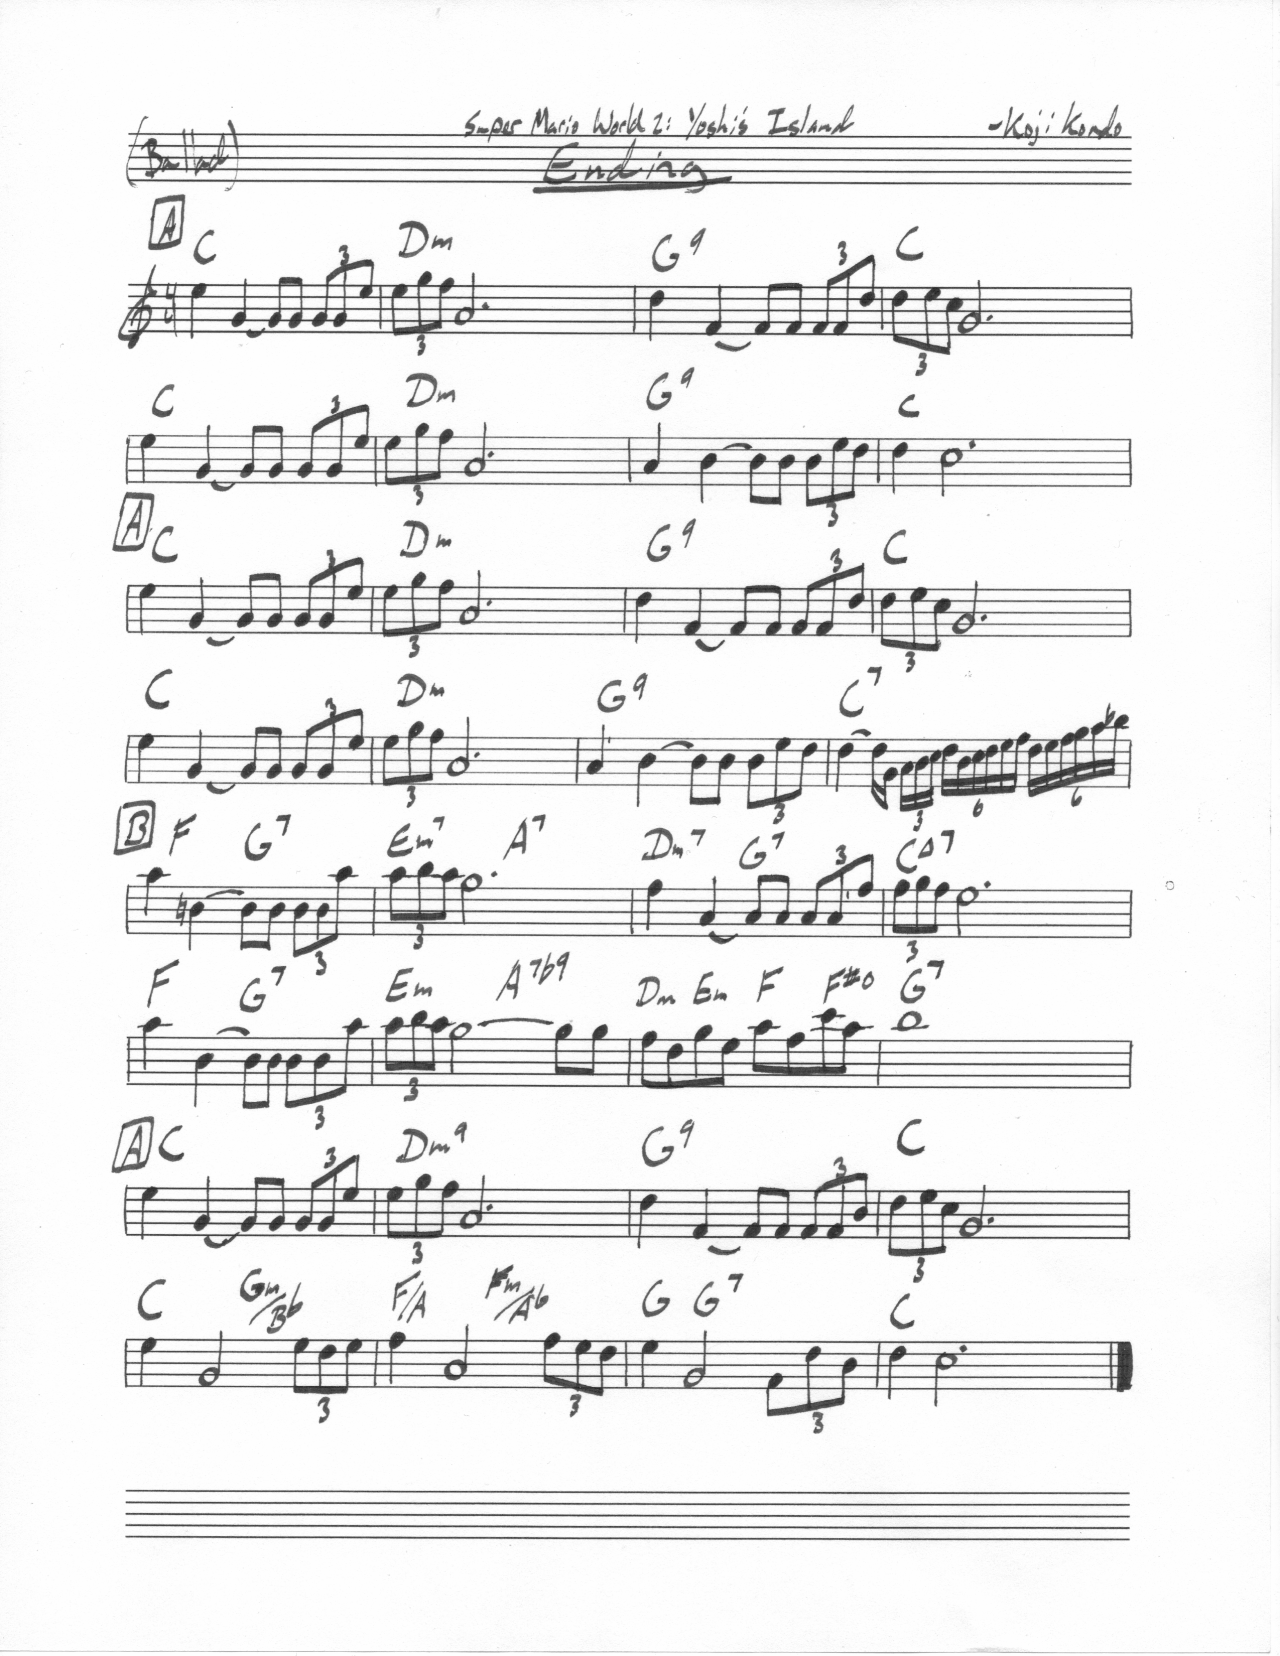 Super Mario World 2: Yoshi's Island -Koji Kondo
(Ballad) Ending
A C Dm G9 C
4 4 3 3 3 3
C Dm G9 C
3 3 3
A C Dm G9 C
3 3 3 3
C Dm G9 C7
3 3 3 3 6 6
B F G7 Em7 A7 Dm7 G7 CΔ7
3 3 3 3
F G7 Em A7b9 Dm Em F F#o G7
3 3
A C Dm9 G9 C
3 3 3 3
C Gm/Bb F/A Fm/Ab G G7 C
3 3 3